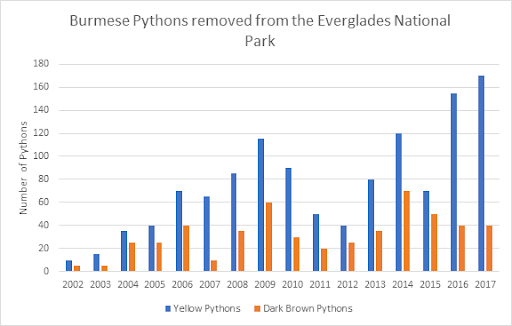 Burmese Pythons removed from the Everglades National
Park
180
160
140
120
100
80
60
40
20
0
Number of Pythons
2002 2003 2004 2005 2006 2007 2008 2009 2010 2011 2012 2013 2014 2015 2016 2017
Yellow Pythons Dark Brown Pythons